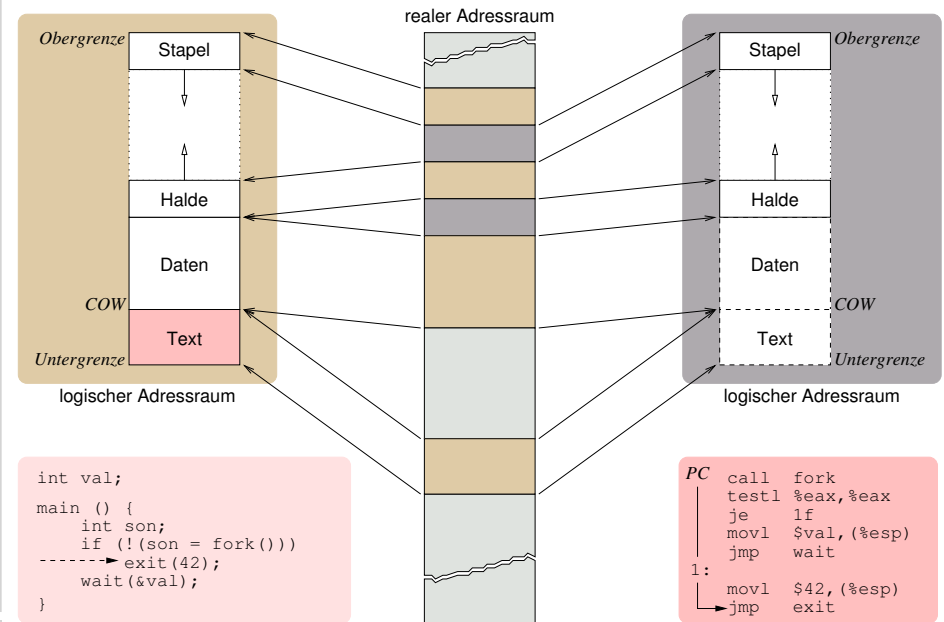 realer Adressraum
Obergrenze
Stapel
Halde
Daten
COW
Text
Untergrenze
logischer Adressraum
Obergrenze
Stapel
Halde
Daten
COW
Text
Untergrenze
logischer Adressraum
int val;
main () {
int son;
if (!(son = fork()))
exit(42);
wait(&val);
}
PC
call fork
testl %eax,%eax
je 1f
movl $val,(%esp)
jmp wait
1:
movl $42,(%esp)
jmp exit